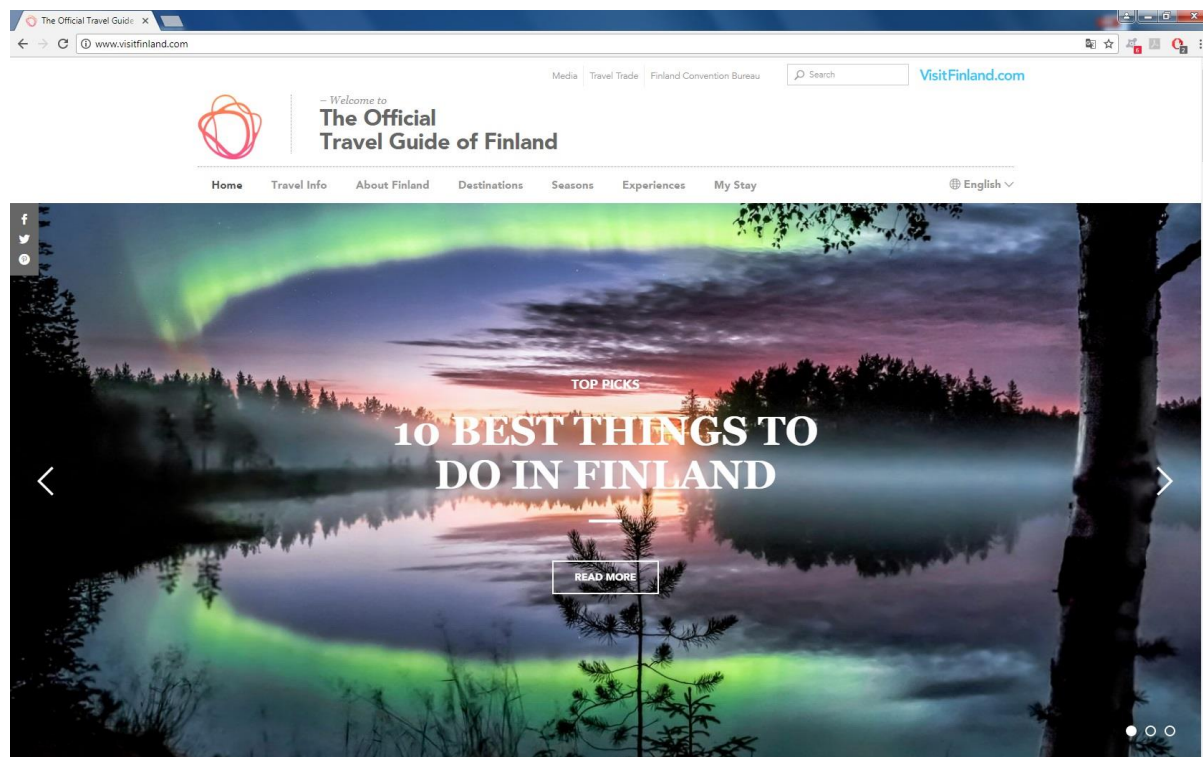 The Official Travel Guide
www.visitfinland.com
6
2
Media Travel Trade Finland Convention Bureau Search VisitFinland.com
– Welcome to
The Official
Travel Guide of Finland
Home Travel Info About Finland Destinations Seasons Experiences My Stay English
TOP PICKS
10 BEST THINGS TO
DO IN FINLAND
READ MORE